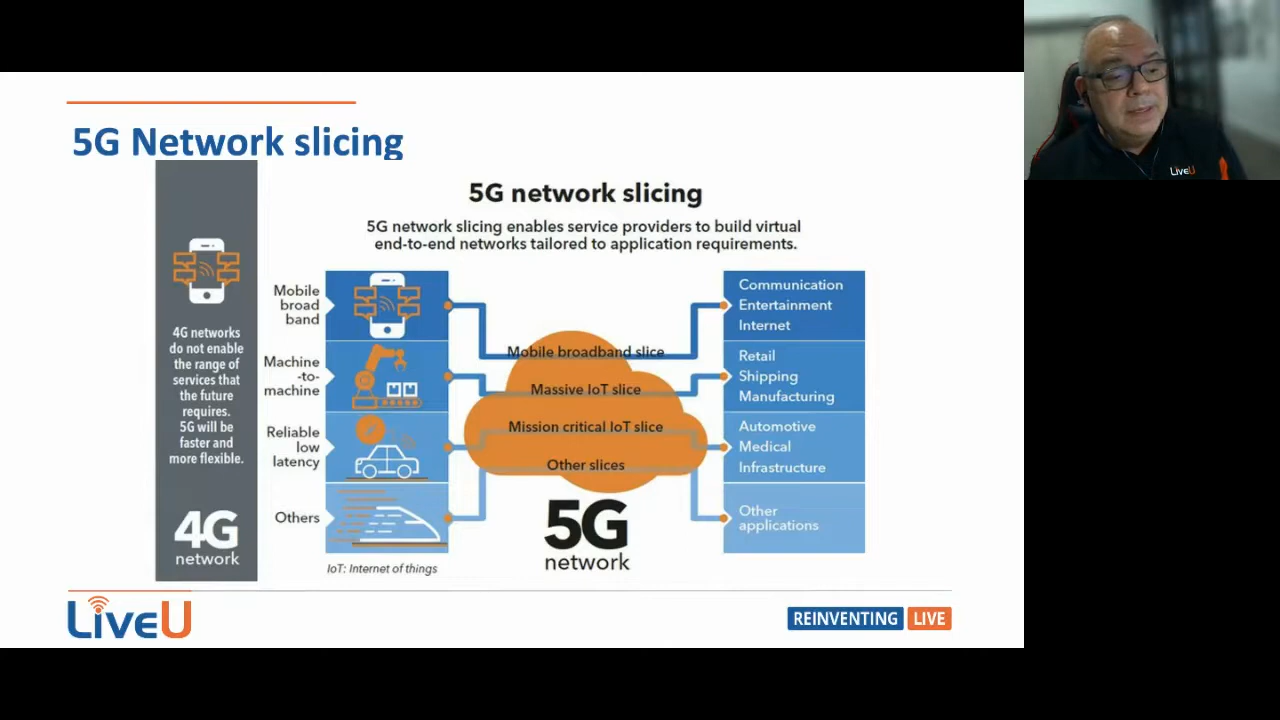 5G Network slicing
5G network slicing
5G network slicing enables service providers to build virtual
end-to-end networks tailored to application requirements.
4G networks
do not enable
the range of
services that
the future
requires.
5G will be
faster and
more flexible.
4G
network
Mobile
broad
band
Machine
-to-
machine
Reliable
low
latency
Others
Mobile broadband slice
Massive IoT slice
Mission critical IoT slice
Other slices
5G
network
Communication
Entertainment
Internet
Retail
Shipping
Manufacturing
Automotive
Medical
Infrastructure
Other
applications
IoT: Internet of things
LiveU
REINVENTING LIVE
LiveU